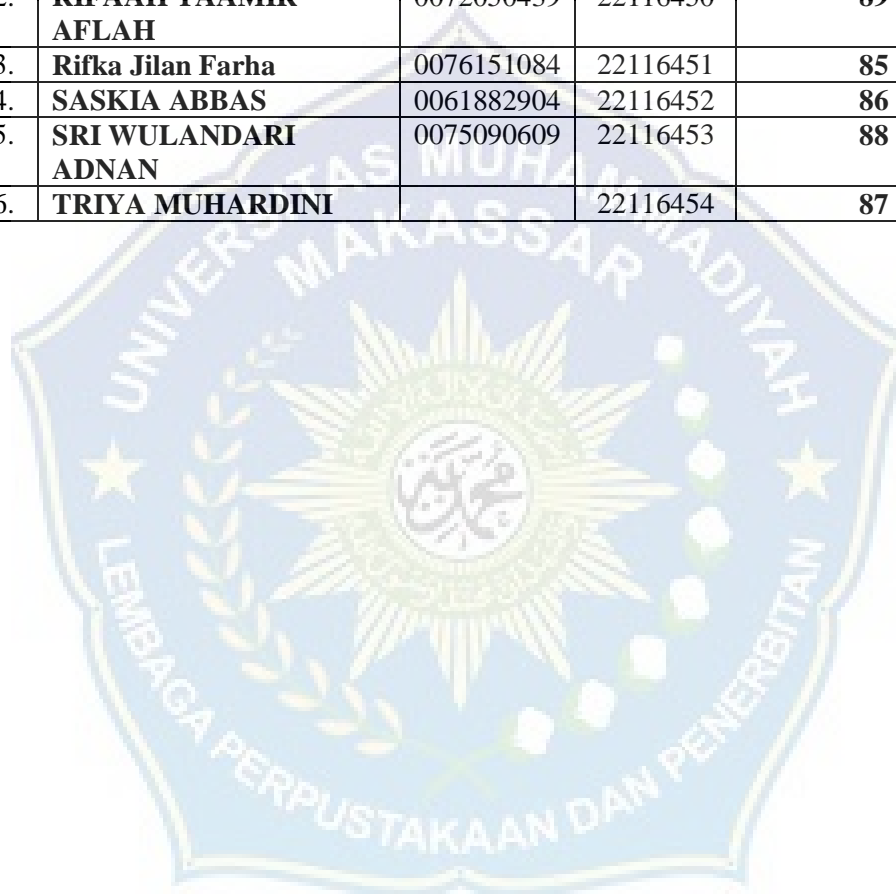 AFLAH
3. Rifka Jilan Farha 0076151084 22116451 85
4. SASKIA ABBAS 0061882904 22116452 86
5. SRI WULANDARI 0075090609 22116453 88
ADNAN
6. TRIYA MUHARDINI 22116454 87
UNIVERSITAS MUHAMMADIYAH
MAKASSAR
محمدية
LEMBAGA PERPUSTAKAAN DAN PENERBITAN